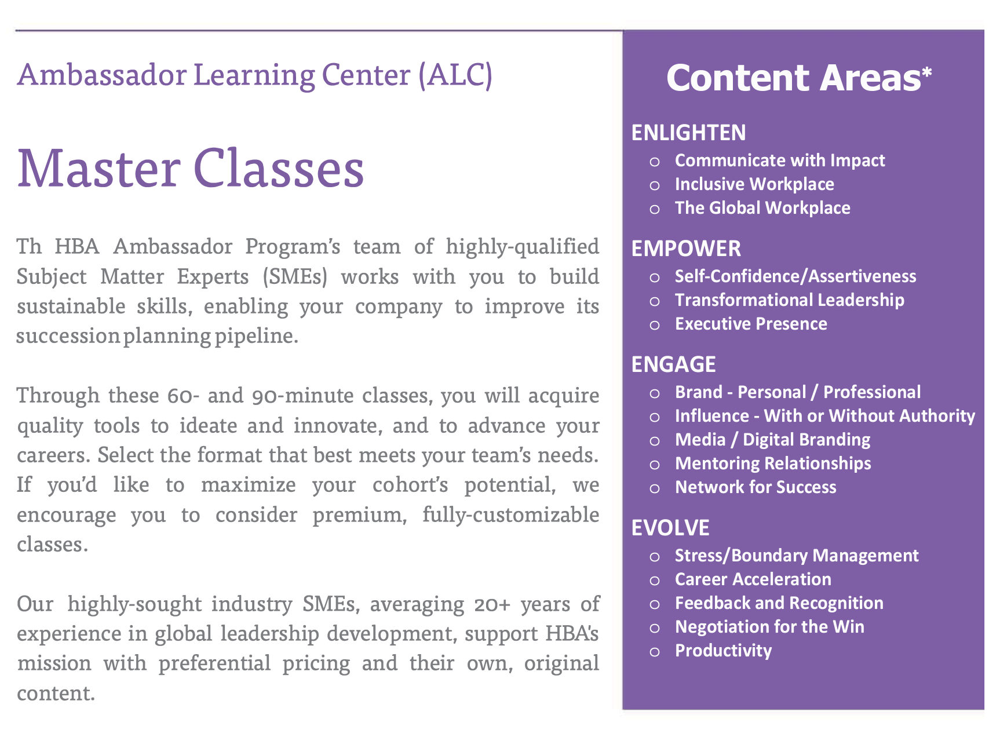 Ambassador Learning Center (ALC)
Master Classes
Th HBA Ambassador Program’s team of highly-qualified
Subject Matter Experts (SMEs) works with you to build
sustainable skills, enabling your company to improve its
succession planning pipeline.
Through these 60- and 90-minute classes, you will acquire
quality tools to ideate and innovate, and to advance your
careers. Select the format that best meets your team’s needs.
If you’d like to maximize your cohort’s potential, we
encourage you to consider premium, fully-customizable
classes.
Our highly-sought industry SMEs, averaging 20+ years of
experience in global leadership development, support HBA's
mission with preferential pricing and their own, original
content.
Content Areas*
ENLIGHTEN
o Communicate with Impact
o Inclusive Workplace
o The Global Workplace
EMPOWER
o Self-Confidence/Assertiveness
o Transformational Leadership
o Executive Presence
ENGAGE
o Brand - Personal / Professional
o Influence - With or Without Authority
o Media / Digital Branding
o Mentoring Relationships
o Network for Success
EVOLVE
o Stress/Boundary Management
o Career Acceleration
o Feedback and Recognition
o Negotiation for the Win
o Productivity